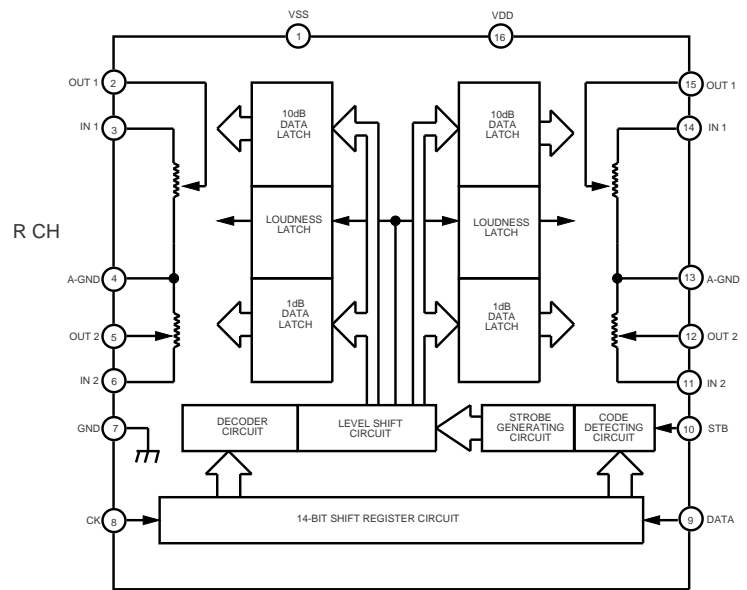 VSS
VDD
1
16
OUT 1
2
15
OUT 1
IN 1
3
14
IN 1
10dB
DATA
LATCH
10dB
DATA
LATCH
R CH
LOUDNESS
LATCH
LOUDNESS
LATCH
A-GND
4
13
A-GND
1dB
DATA
LATCH
1dB
DATA
LATCH
OUT 2
5
12
OUT 2
IN 2
6
11
IN 2
GND
7
DECODER
CIRCUIT
LEVEL SHIFT
CIRCUIT
STROBE
GENERATING
CIRCUIT
CODE
DETECTING
CIRCUIT
10
STB
CK
8
14-BIT SHIFT REGISTER CIRCUIT
9
DATA